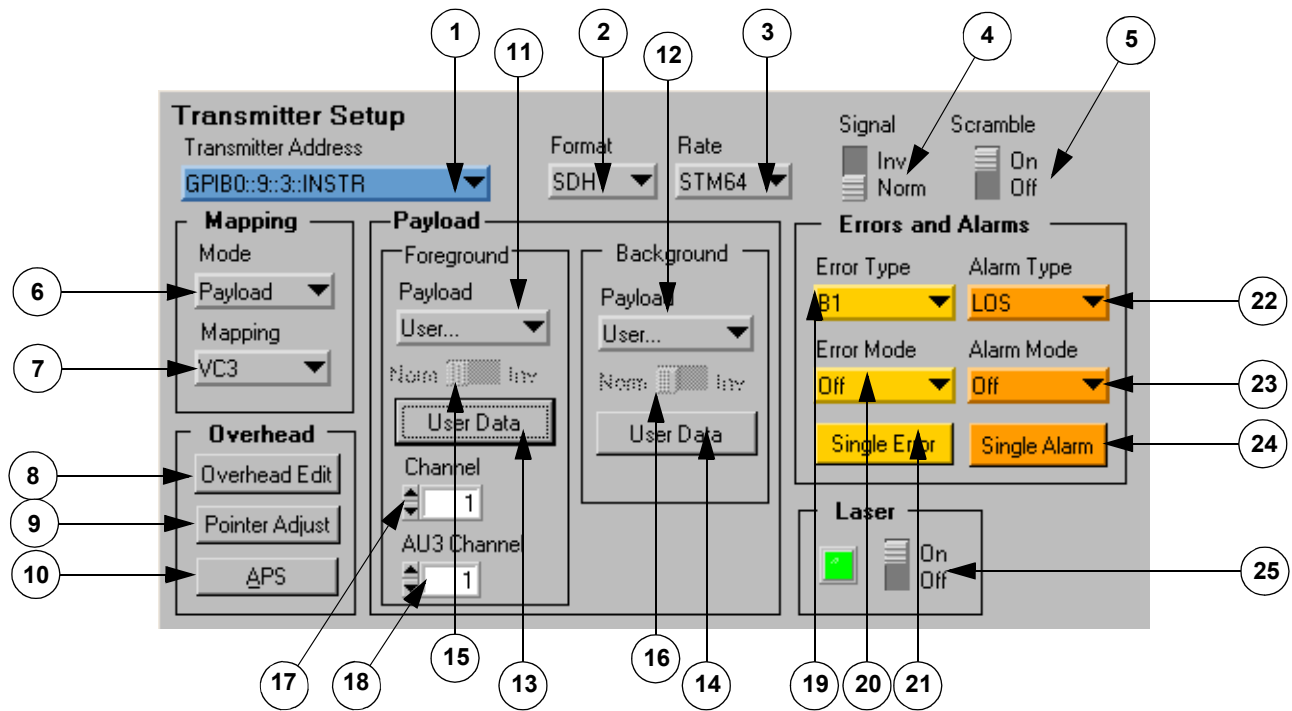 1
2
3
4
5
11
12
Transmitter Setup
Transmitter Address
GPIB0::9::3::INSTR
Format
SDH
Rate
STM64
Signal
Inv
Norm
Scramble
On
Off
6
7
Mapping
Mode
Payload
Mapping
VC3
8
9
10
Overhead
Overhead Edit
Pointer Adjust
APS
Payload
Foreground
Payload
User...
Norm Inv
User Data
Channel
1
AU3 Channel
1
Background
Payload
User...
Norm Inv
User Data
Errors and Alarms
Error Type
B1
Error Mode
Off
Single Error
Alarm Type
LOS
Alarm Mode
Off
Single Alarm
22
23
24
Laser
On
Off
25
17
18
15
13
16
14
19
20
21